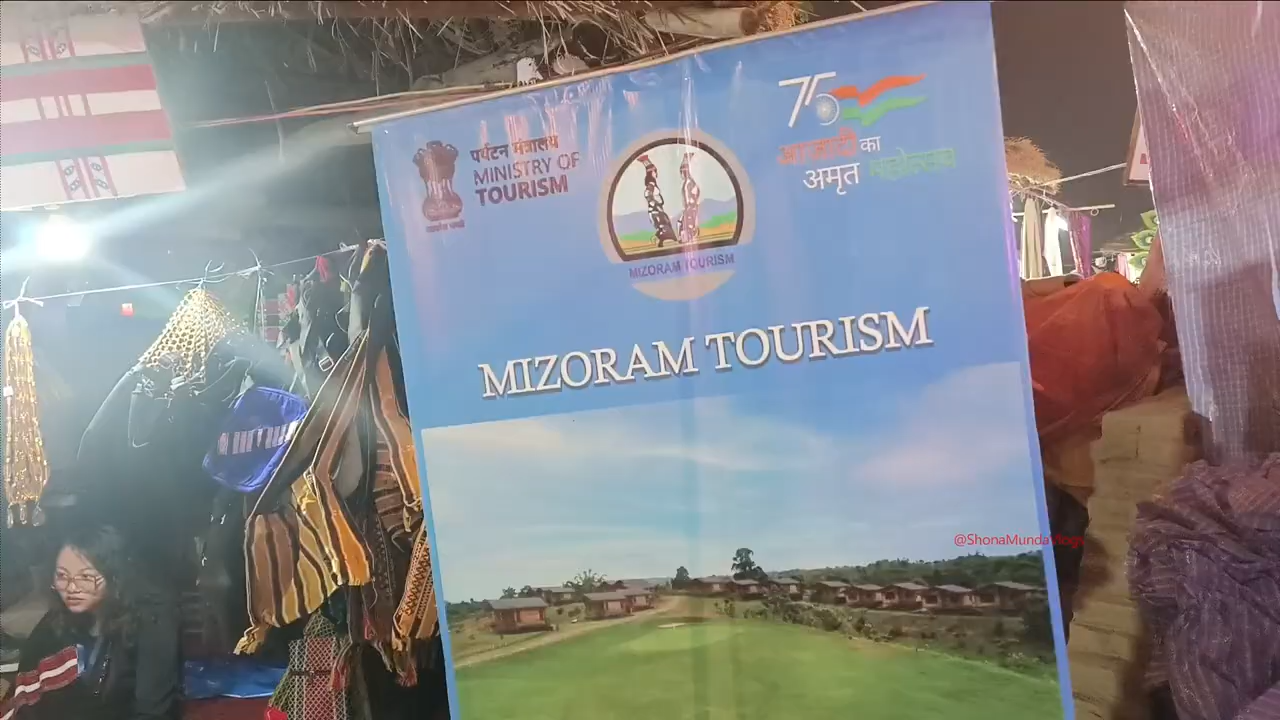 75
आज़ादी का
अमृत महोत्सव
पर्यटन मंत्रालय
MINISTRY OF
TOURISM
MIZORAM TOURISM
MIZORAM TOURISM
@ShonaMundaVlogs